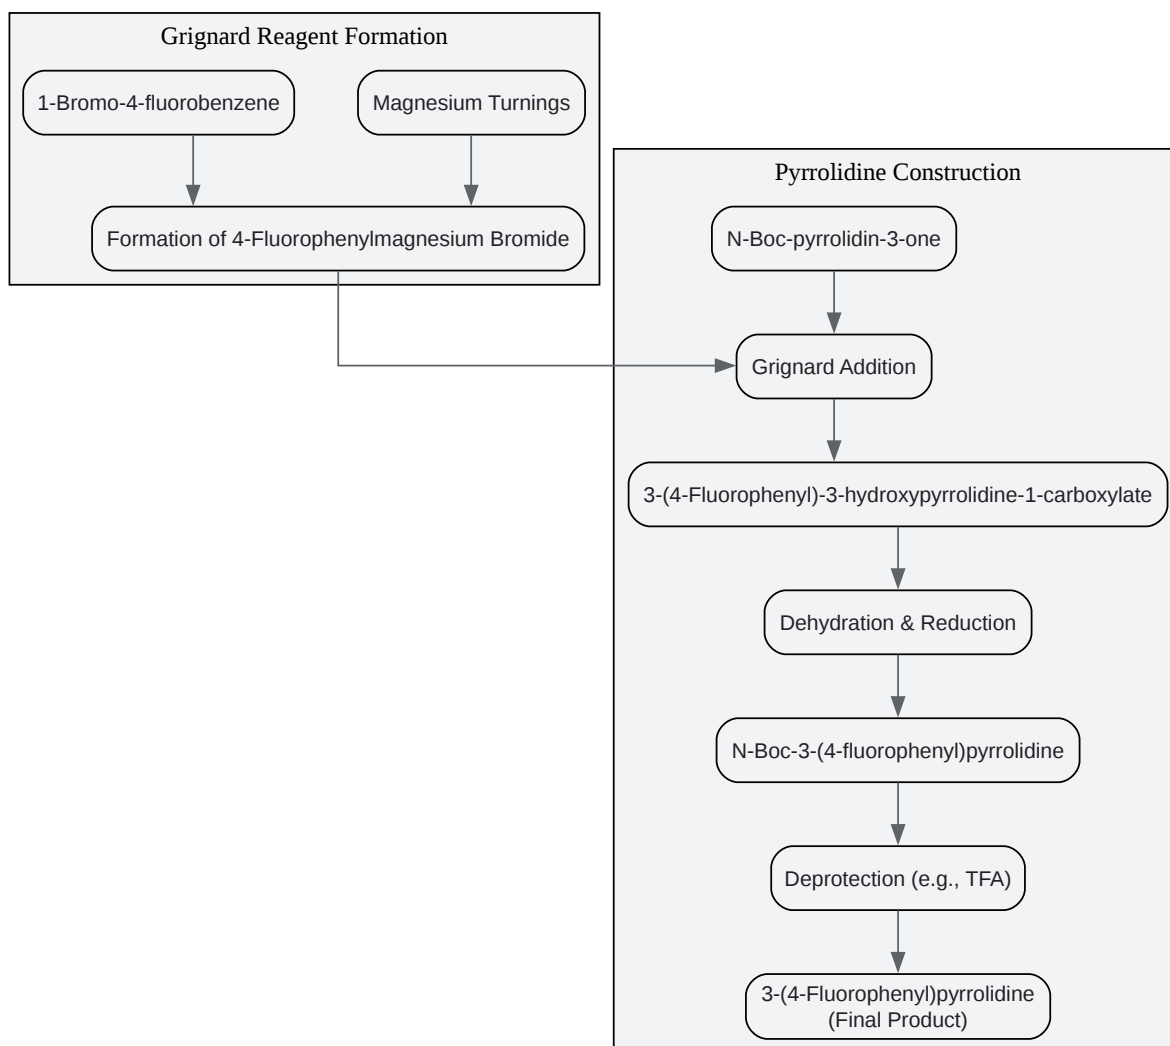 Grignard Reagent Formation
1-Bromo-4-fluorobenzene
Magnesium Turnings
Formation of 4-Fluorophenylmagnesium Bromide
Pyrrolidine Construction
N-Boc-pyrrolidin-3-one
Grignard Addition
3-(4-Fluorophenyl)-3-hydroxypyrrolidine-1-carboxylate
Dehydration & Reduction
N-Boc-3-(4-fluorophenyl)pyrrolidine
Deprotection (e.g., TFA)
3-(4-Fluorophenyl)pyrrolidine
(Final Product)